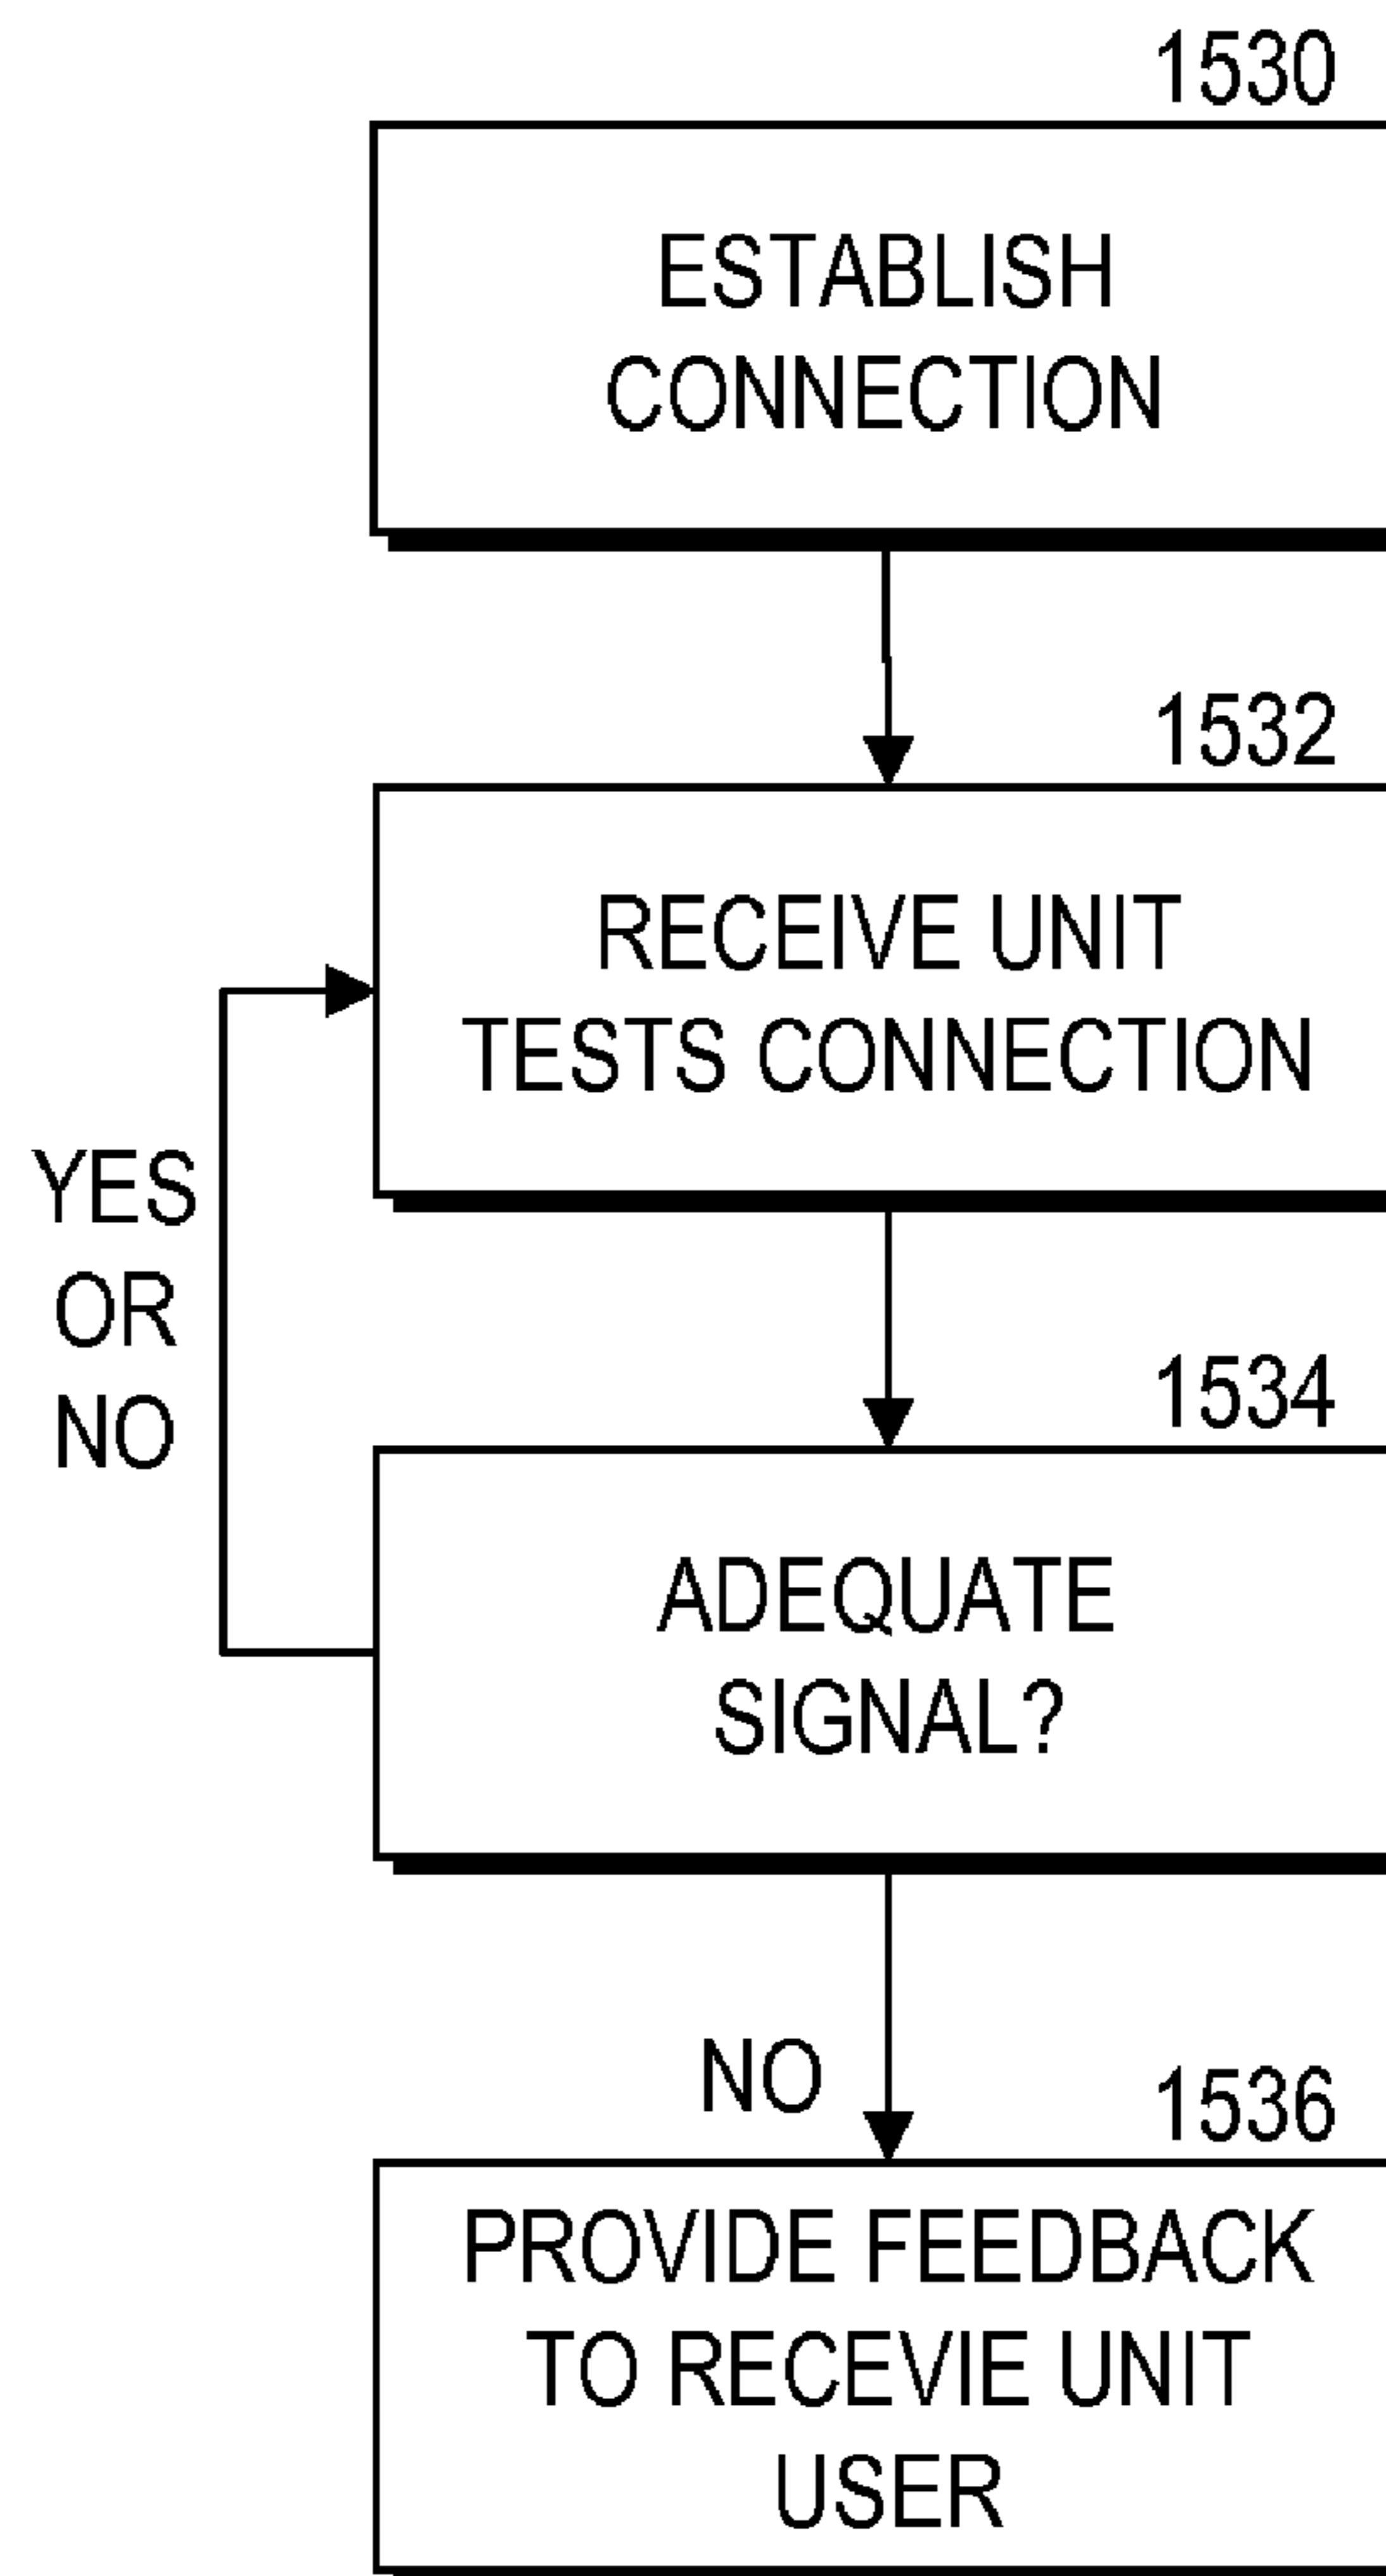 1530
ESTABLISH
CONNECTION
1532
RECEIVE UNIT
TESTS CONNECTION
YES
OR
NO
1534
ADEQUATE
SIGNAL?
NO
1536
PROVIDE FEEDBACK
TO RECEVIE UNIT
USER